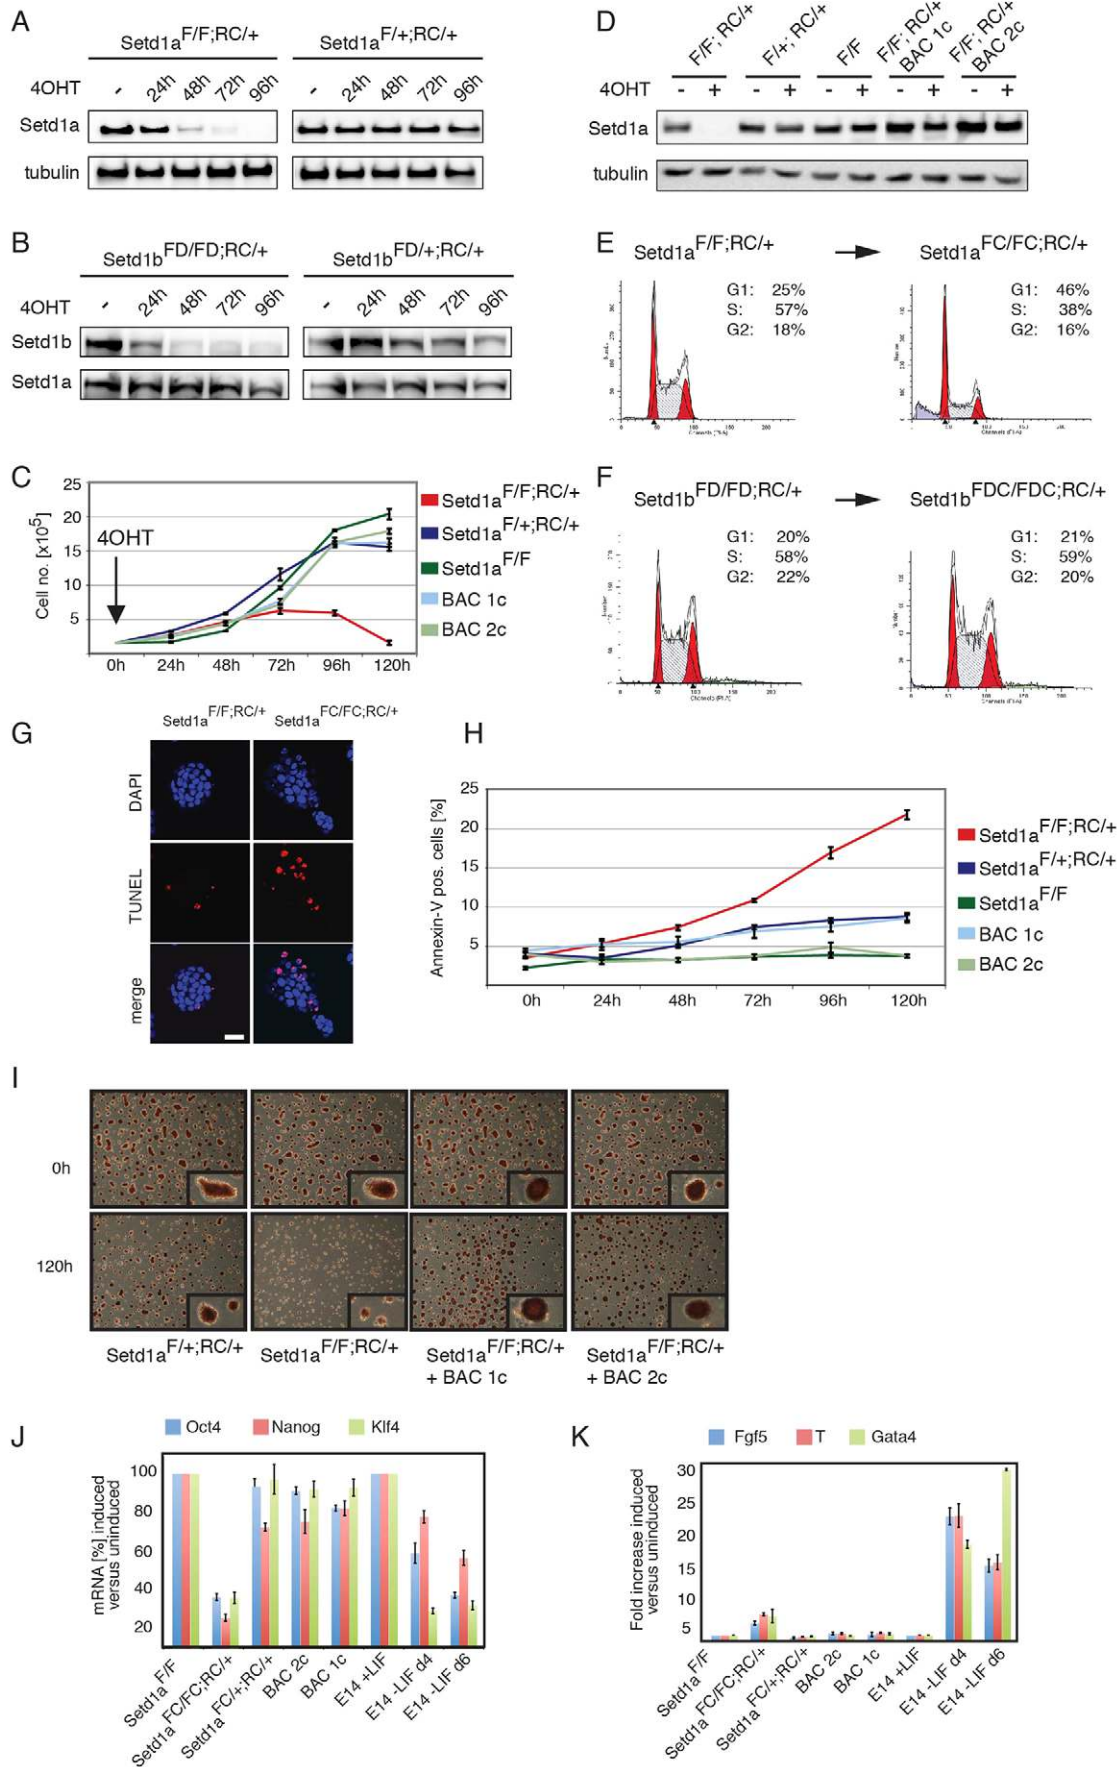 A
Setd1a F/F;RC/+
Setd1a F/+;RC/+
4OHT - 24h 48h 72h 96h - 24h 48h 72h 96h
Setd1a
tubulin
B
Setd1b FD/FD;RC/+
Setd1b FD/+;RC/+
4OHT - 24h 48h 72h 96h - 24h 48h 72h 96h
Setd1b
Setd1a
C
Cell no. [x10 5]
25
20
15
10
5
4OHT
0h 24h 48h 72h 96h 120h
Setd1a F/F;RC/+
Setd1a F/+;RC/+
Setd1a F/F
BAC 1c
BAC 2c
D
F/F; RC/+
F/+; RC/+
F/F
F/F; RC/+ BAC 1c
F/F; RC/+ BAC 2c
4OHT - + - + - + - + - +
Setd1a
tubulin
E
Setd1a F/F;RC/+
Setd1a FC/FC;RC/+
G1: 25%
S: 57%
G2: 18%
G1: 46%
S: 38%
G2: 16%
F
Setd1b FD/FD;RC/+
Setd1b FDC/FDC;RC/+
G1: 20%
S: 58%
G2: 22%
G1: 21%
S: 59%
G2: 20%
G
Setd1a F/F;RC/+
Setd1a FC/FC;RC/+
DAPI
TUNEL
merge
H
Annexin-V pos. cells [%]
25
20
15
10
5
0h 24h 48h 72h 96h 120h
Setd1a F/F;RC/+
Setd1a F/+;RC/+
Setd1a F/F
BAC 1c
BAC 2c
I
0h
120h
Setd1a F/+;RC/+
Setd1a F/F;RC/+
Setd1a F/F;RC/+
+ BAC 1c
Setd1a F/F;RC/+
+ BAC 2c
J
Oct4 Nanog Klf4
mRNA [%] induced
versus uninduced
100
80
60
40
20
Setd1a F/F
Setd1a FC/FC;RC/+
Setd1a FC/+;RC/+
BAC 2c
BAC 1c
E14 +LIF
E14 -LIF d4
E14 -LIF d6
K
Fgf5 T Gata4
Fold increase induced
versus uninduced
30
25
20
15
10
5
Setd1a F/F
Setd1a FC/FC;RC/+
Setd1a FC/+;RC/+
BAC 2c
BAC 1c
E14 +LIF
E14 -LIF d4
E14 -LIF d6